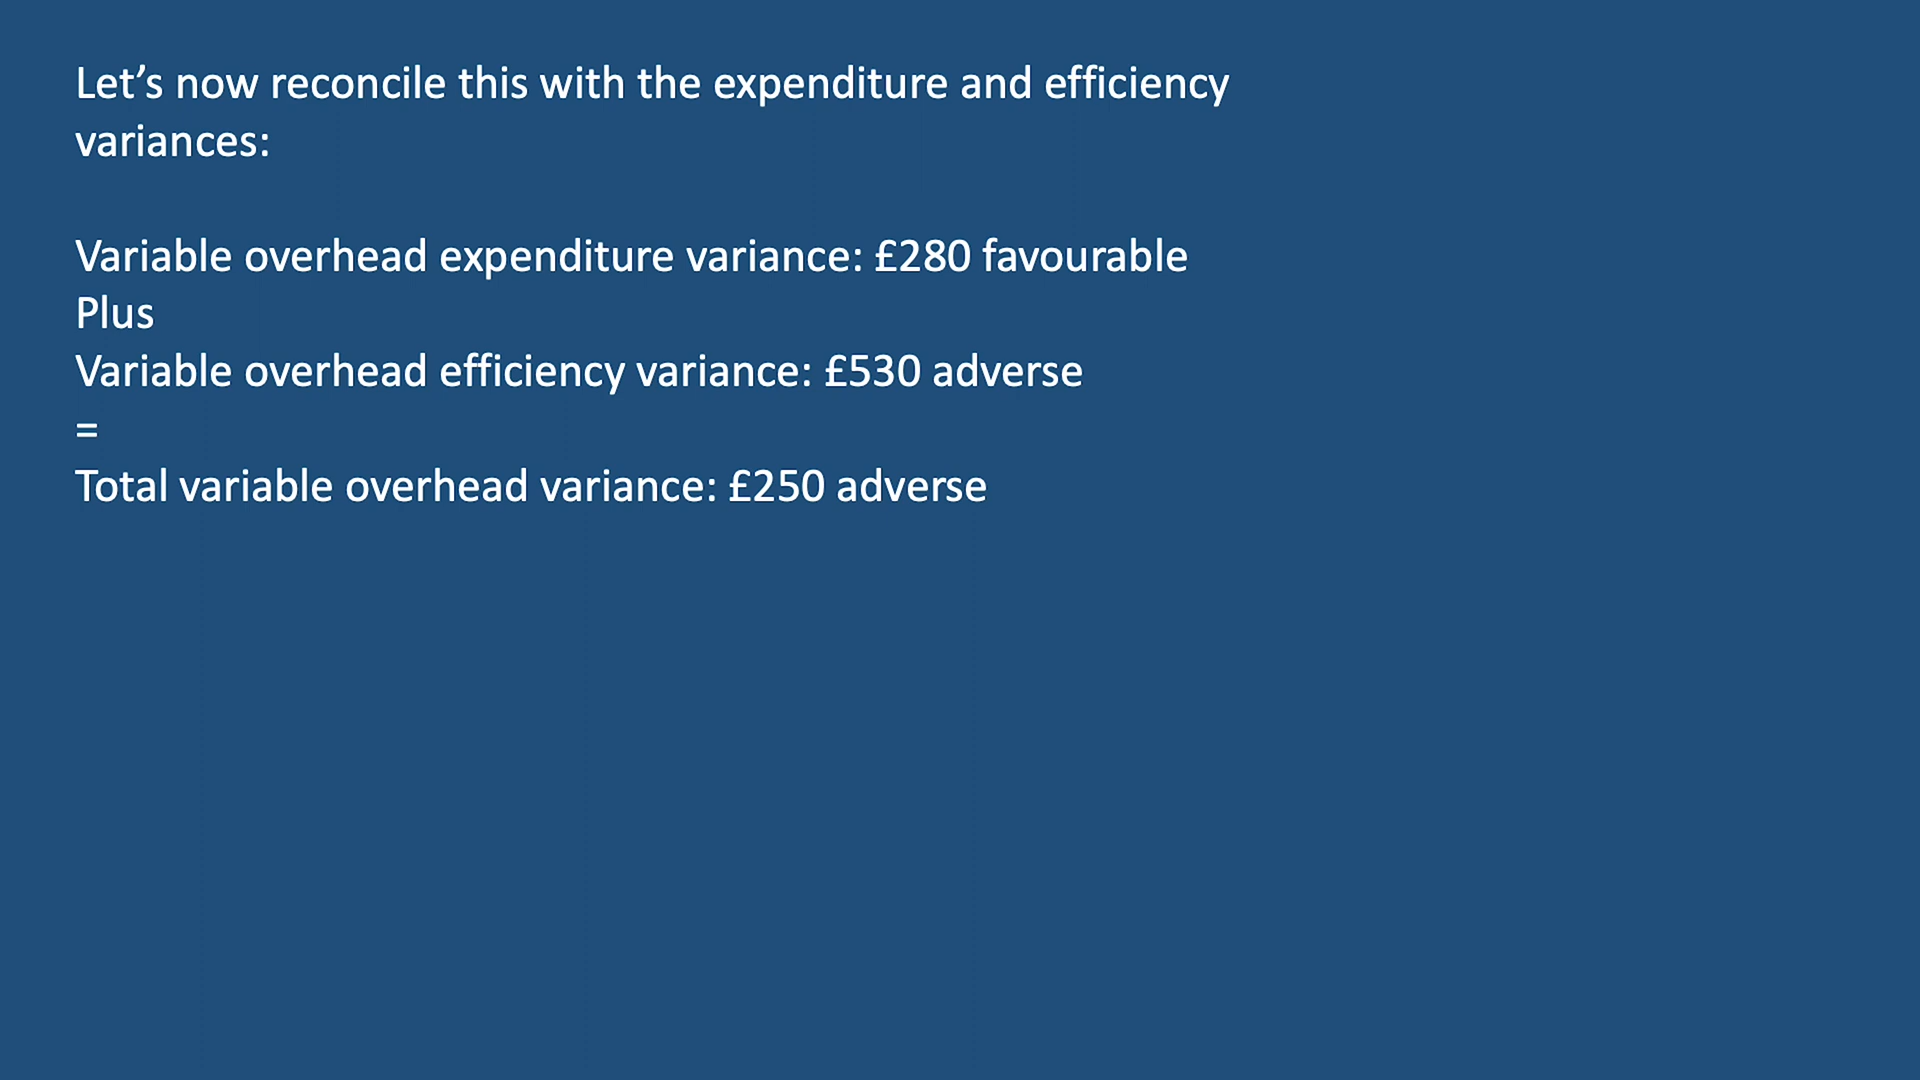 Let’s now reconcile this with the expenditure and efficiency
variances:
Variable overhead expenditure variance: £280 favourable
Plus
Variable overhead efficiency variance: £530 adverse
=
Total variable overhead variance: £250 adverse